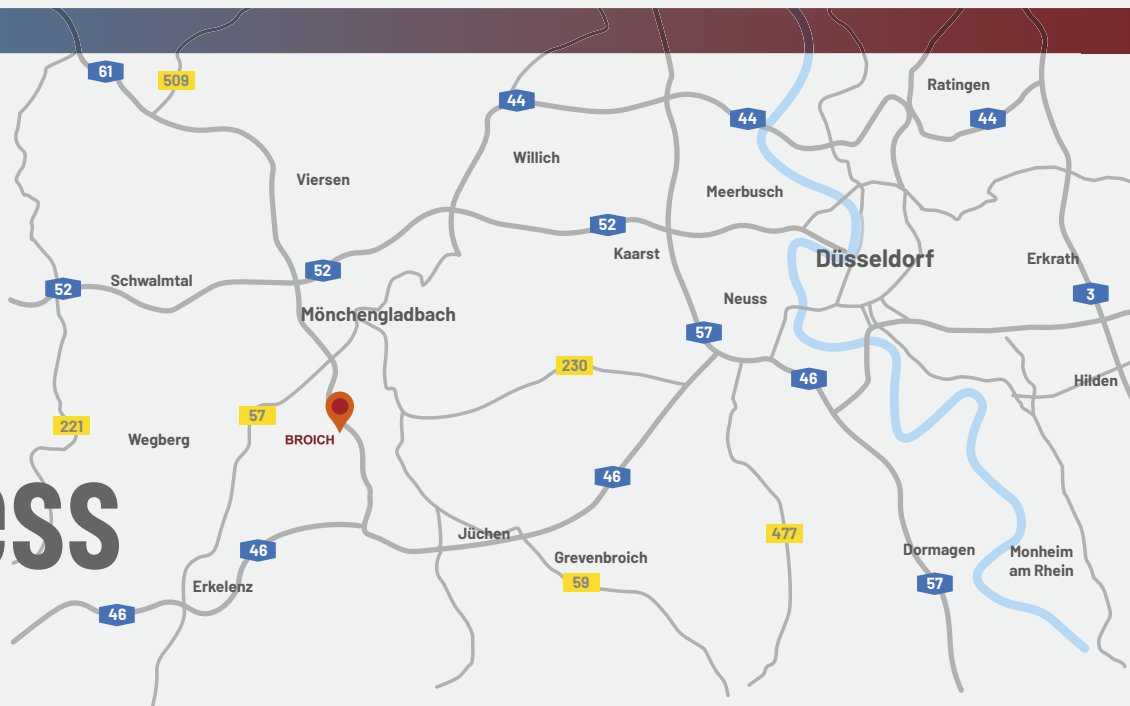 61
509
Ratingen
44
44
44
Willich
Viersen
Meerbusch
52
Kaarst
Düsseldorf
Erkrath
52
Schwalmtal
52
3
Neuss
Mönchengladbach
57
230
46
Hilden
57
221
BROICH
Wegberg
46
ess
Jüchen
477
46
Grevenbroich
Dormagen
Monheim
am Rhein
59
57
Erkelenz
46